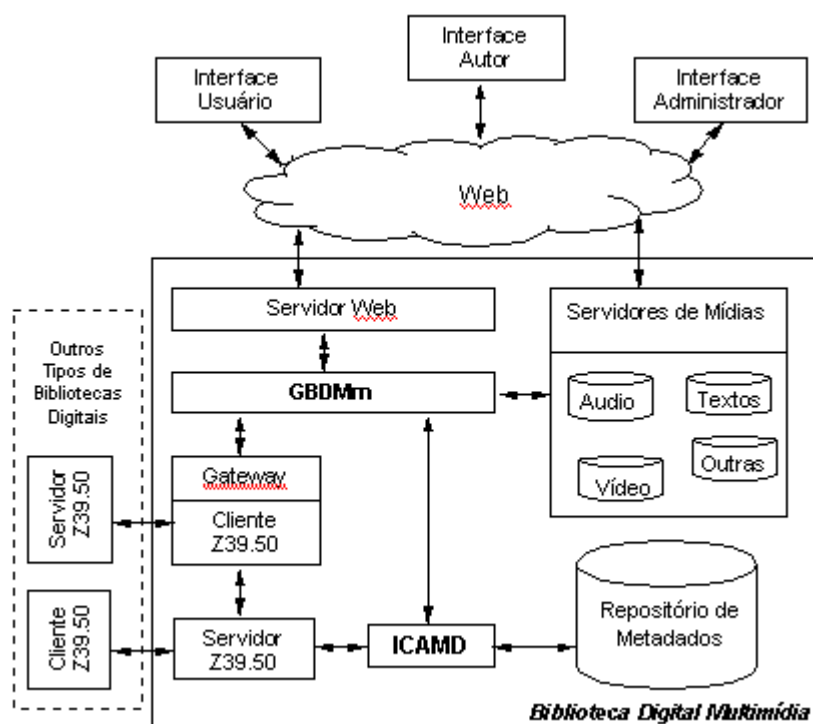 Interface
Autor
Interface
Usuário
Interface
Administrador
Web
Servidor Web
Servidores de Mídias
Outros
Tipos de
Bibliotecas
Digitais
GBDMm
Audio
Textos
Vídeo
Outras
Gateway
Cliente
Z39.50
Servidor
Z39.50
Cliente
Z39.50
Servidor
Z39.50
ICAMD
Repositório de
Metadados
Biblioteca Digital Multimídia